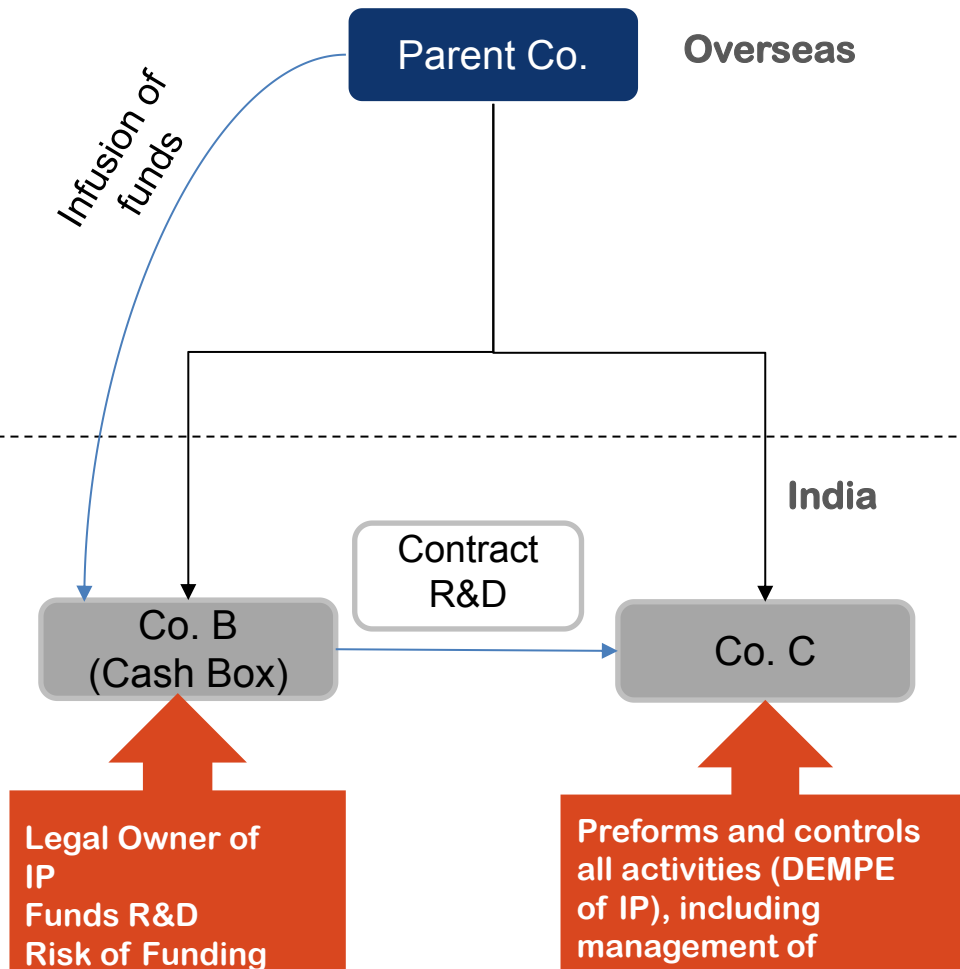 Parent Co.
Overseas
Infusion of
funds
India
Contract
R&D
Co. B
(Cash Box)
Co. C
Legal Owner of
IP
Funds R&D
Risk of Funding
Preforms and controls
all activities (DEMPE
of IP), including
management of